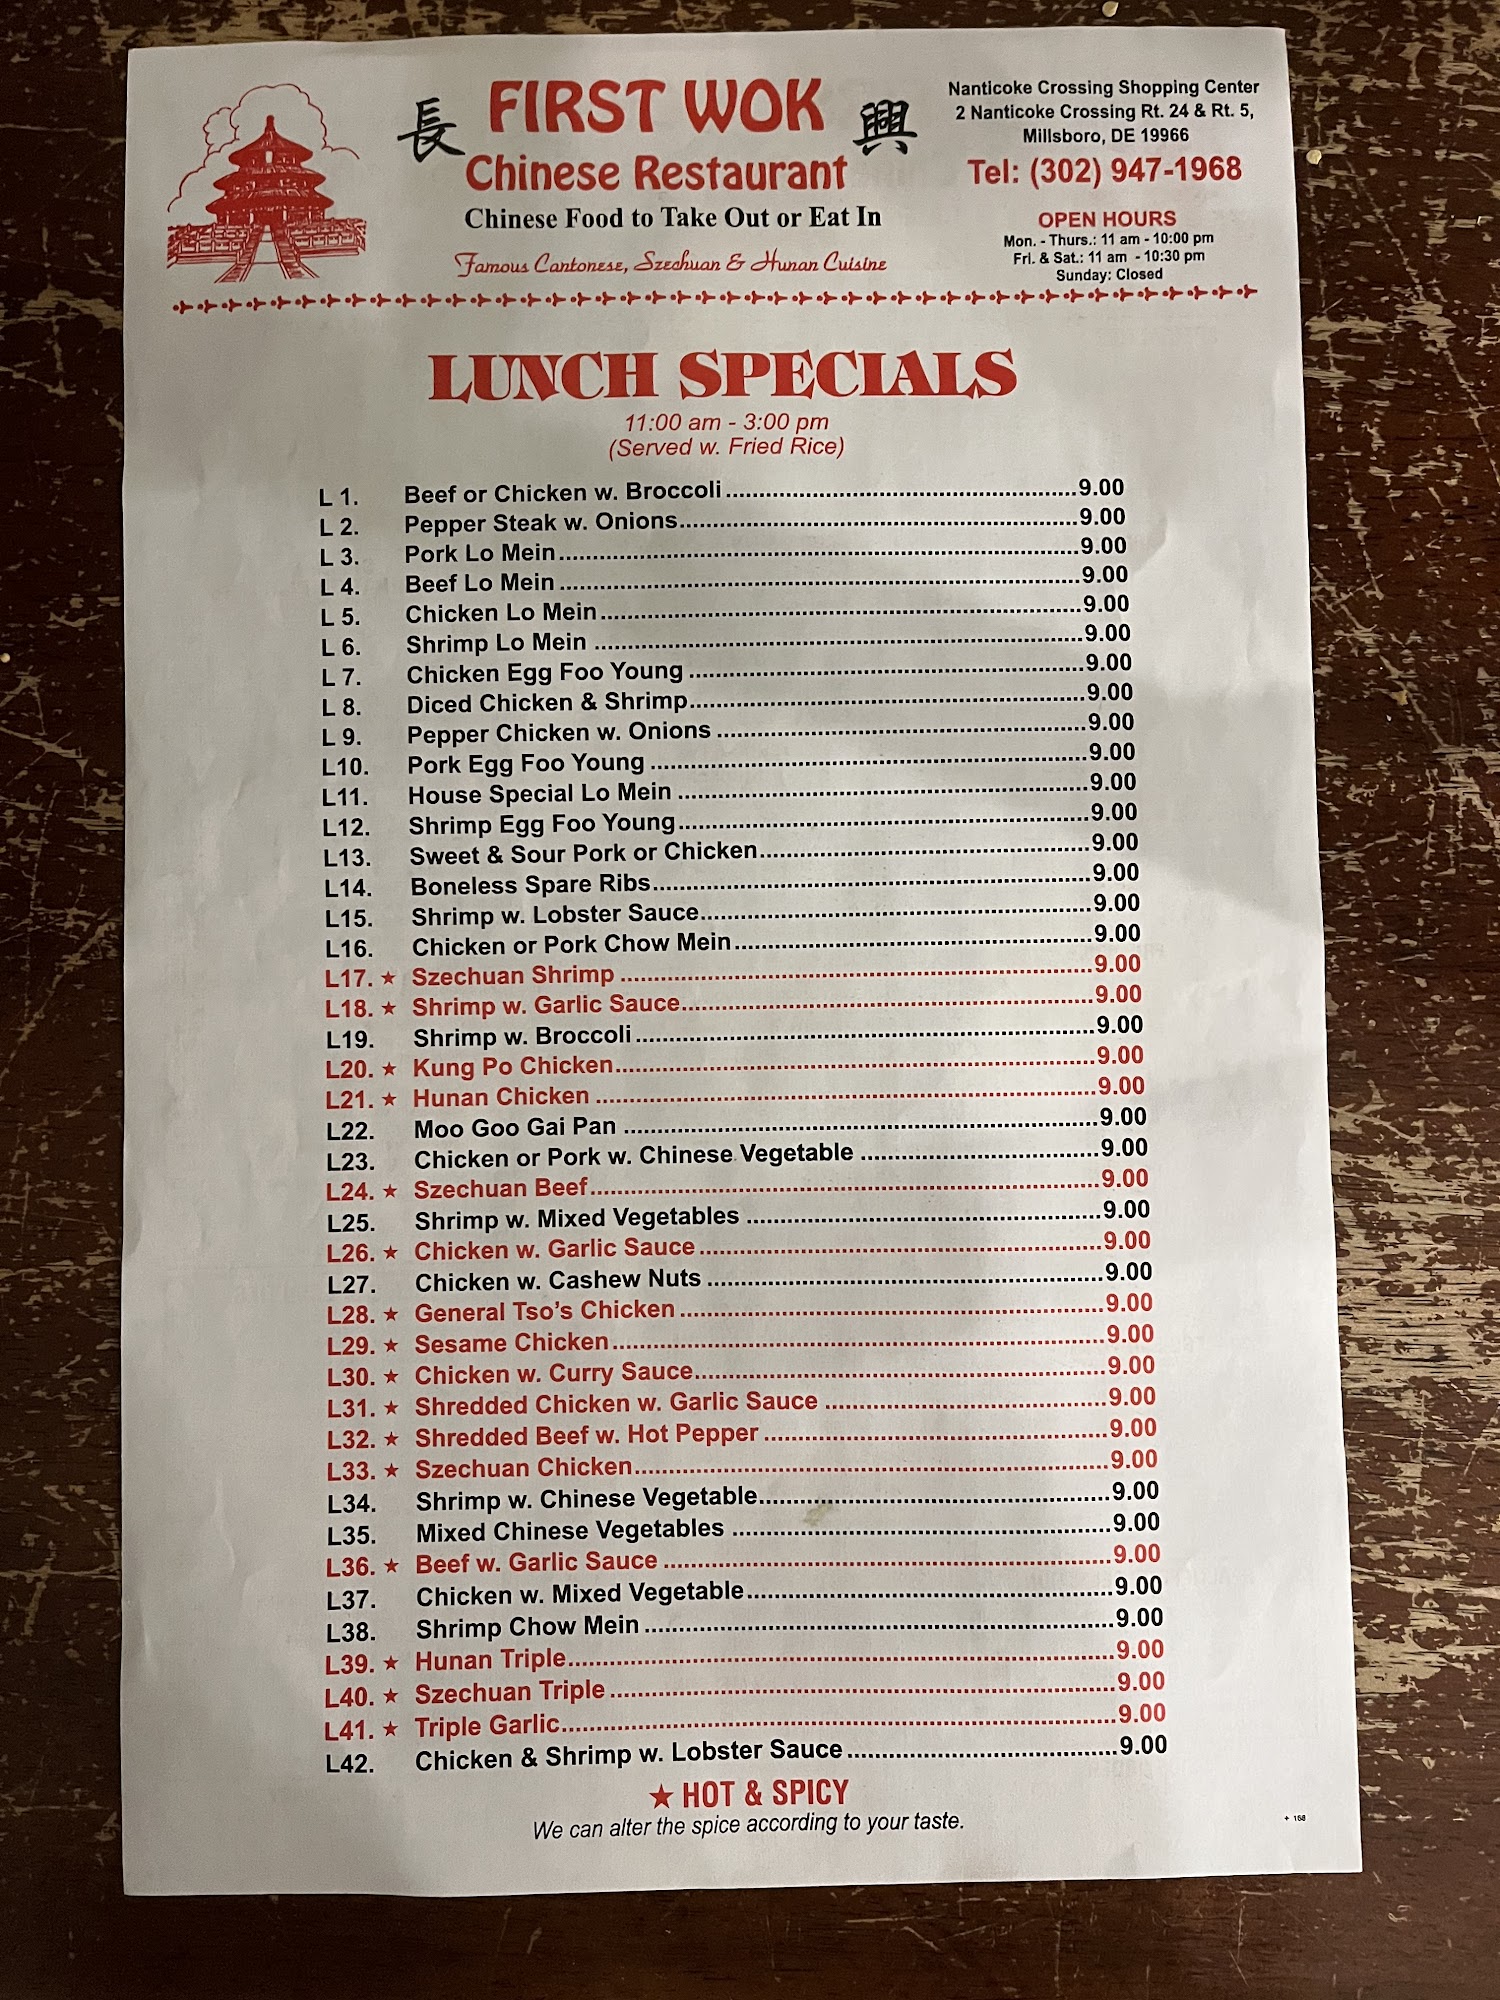 長 FIRST WOK 興
Chinese Restaurant
Chinese Food to Take Out or Eat In
Famous Cantonese, Szechuan & Hunan Cuisine
Nanticoke Crossing Shopping Center
2 Nanticoke Crossing Rt. 24 & Rt. 5,
Millsboro, DE 19966
Tel: (302) 947-1968
OPEN HOURS
Mon. - Thurs.: 11 am - 10:00 pm
Fri. & Sat.: 11 am - 10:30 pm
Sunday: Closed
LUNCH SPECIALS
11:00 am - 3:00 pm
(Served w. Fried Rice)
L 1. Beef or Chicken w. Broccoli 9.00
L 2. Pepper Steak w. Onions 9.00
L 3. Pork Lo Mein 9.00
L 4. Beef Lo Mein 9.00
L 5. Chicken Lo Mein 9.00
L 6. Shrimp Lo Mein 9.00
L 7. Chicken Egg Foo Young 9.00
L 8. Diced Chicken & Shrimp 9.00
L 9. Pepper Chicken w. Onions 9.00
L10. Pork Egg Foo Young 9.00
L11. House Special Lo Mein 9.00
L12. Shrimp Egg Foo Young 9.00
L13. Sweet & Sour Pork or Chicken 9.00
L14. Boneless Spare Ribs 9.00
L15. Shrimp w. Lobster Sauce 9.00
L16. Chicken or Pork Chow Mein 9.00
L17. ★ Szechuan Shrimp 9.00
L18. ★ Shrimp w. Garlic Sauce 9.00
L19. Shrimp w. Broccoli 9.00
L20. ★ Kung Po Chicken 9.00
L21. ★ Hunan Chicken 9.00
L22. Moo Goo Gai Pan 9.00
L23. Chicken or Pork w. Chinese Vegetable 9.00
L24. ★ Szechuan Beef 9.00
L25. Shrimp w. Mixed Vegetables 9.00
L26. ★ Chicken w. Garlic Sauce 9.00
L27. Chicken w. Cashew Nuts 9.00
L28. ★ General Tso's Chicken 9.00
L29. ★ Sesame Chicken 9.00
L30. ★ Chicken w. Curry Sauce 9.00
L31. ★ Shredded Chicken w. Garlic Sauce 9.00
L32. ★ Shredded Beef w. Hot Pepper 9.00
L33. ★ Szechuan Chicken 9.00
L34. Shrimp w. Chinese Vegetable 9.00
L35. Mixed Chinese Vegetables 9.00
L36. ★ Beef w. Garlic Sauce 9.00
L37. Chicken w. Mixed Vegetable 9.00
L38. Shrimp Chow Mein 9.00
L39. ★ Hunan Triple 9.00
L40. ★ Szechuan Triple 9.00
L41. ★ Triple Garlic 9.00
L42. Chicken & Shrimp w. Lobster Sauce 9.00
★ HOT & SPICY
We can alter the spice according to your taste.
+ 168